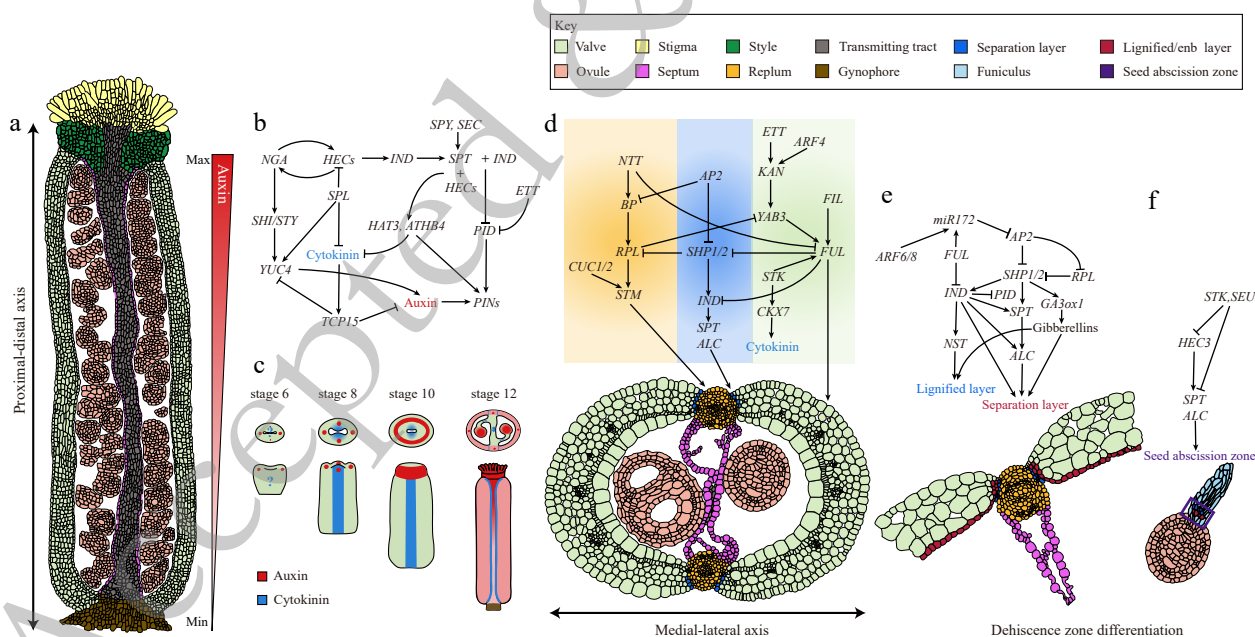 Accepted &
Key
Valve
Stigma
Style
Transmitting tract
Separation layer
Lignified/enb layer
Ovule
Septum
Replum
Gynophore
Funiculus
Seed abscission zone
a
Proximal-distal axis
Max
Auxin
Min
b
SPY, SEC
NGA
HECs
IND
SPT + IND
+
HECs
ETT
SPL
SHI/STY
HAT3, ATHB4
PID
Cytokinin
YUC4
Auxin
PINs
TCP15
c
stage 6
stage 8
stage 10
stage 12
?
?
Auxin
Cytokinin
d
ETT
ARF4
NTT
AP2
KAN
BP
YAB3
FIL
RPL
SHP1/2
FUL
CUC1/2
STK
STM
IND
CKX7
SPT
ALC
Cytokinin
Medial-lateral axis
e
miR172
AP2
ARF6/8
FUL
SHP1/2
RPL
IND
PID
SPT
GA3ox1
Gibberellins
NST
ALC
Lignified layer
Separation layer
Dehiscence zone differentiation
f
STK,SEU
HEC3
SPT
ALC
Seed abscission zone